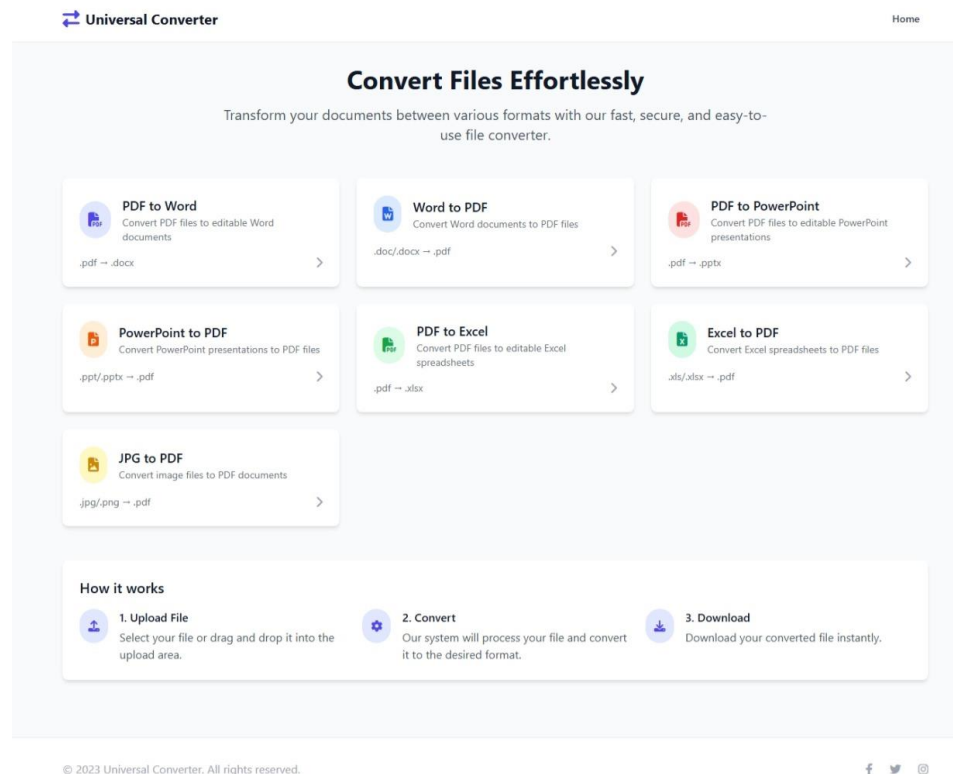 Universal Converter
Home
Convert Files Effortlessly
Transform your documents between various formats with our fast, secure, and easy-to-
use file converter.
PDF to Word
Convert PDF files to editable Word
documents
.pdf → .docx
Word to PDF
Convert Word documents to PDF files
.doc/.docx → .pdf
PDF to PowerPoint
Convert PDF files to editable PowerPoint
presentations
.pdf → .pptx
PowerPoint to PDF
Convert PowerPoint presentations to PDF files
.ppt/.pptx → .pdf
PDF to Excel
Convert PDF files to editable Excel
spreadsheets
.pdf → .xlsx
Excel to PDF
Convert Excel spreadsheets to PDF files
.xls/.xlsx → .pdf
JPG to PDF
Convert image files to PDF documents
.jpg/.png → .pdf
How it works
1. Upload File
Select your file or drag and drop it into the
upload area.
2. Convert
Our system will process your file and convert
it to the desired format.
3. Download
Download your converted file instantly.
© 2023 Universal Converter. All rights reserved.